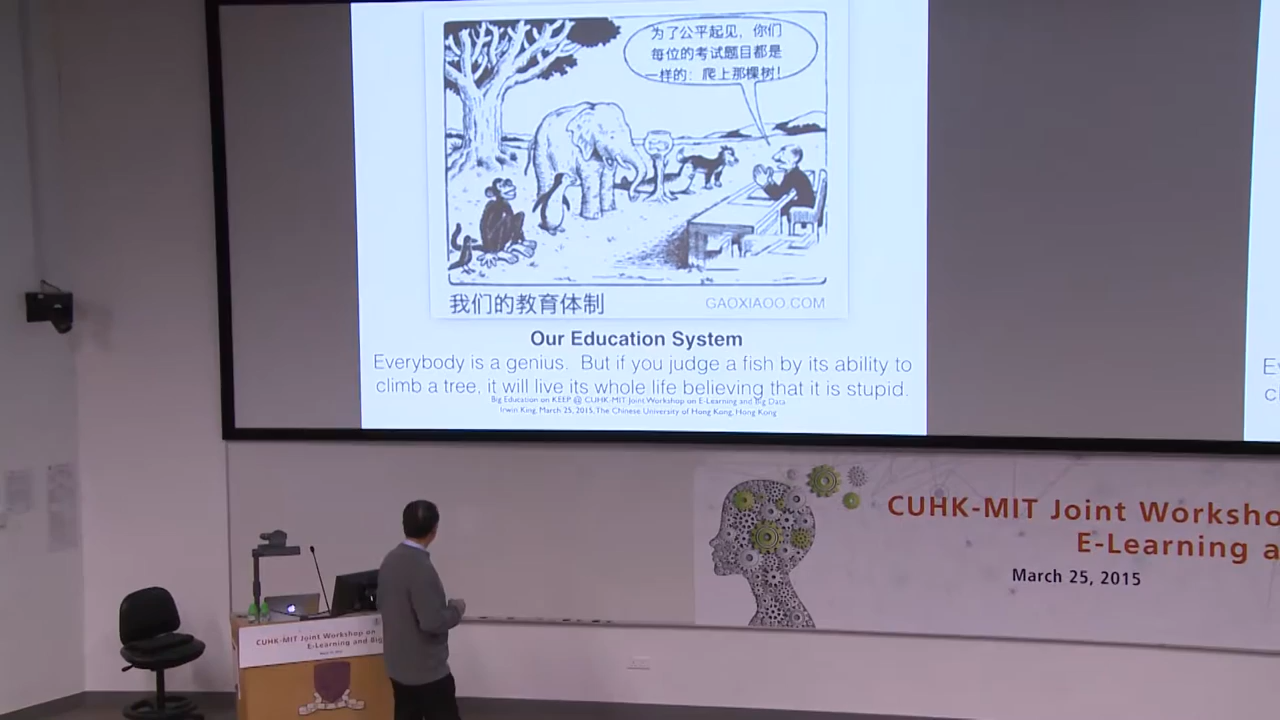 为了公平起见，你们
每位的考试题目都是
一样的：爬上那棵树！
我们的教育体制
GAOXIAOO.COM
Our Education System
Everybody is a genius. But if you judge a fish by its ability to
climb a tree, it will live its whole life believing that it is stupid.
Big Education on KEEP @ CUHK-MIT Joint Workshop on E-Learning and Big Data
Irwin King, March 25, 2015, The Chinese University of Hong Kong, Hong Kong
CUHK-MIT Joint Worksho
E-Learning a
March 25, 2015
CUHK-MIT Joint Workshop on
E-Learning and Big